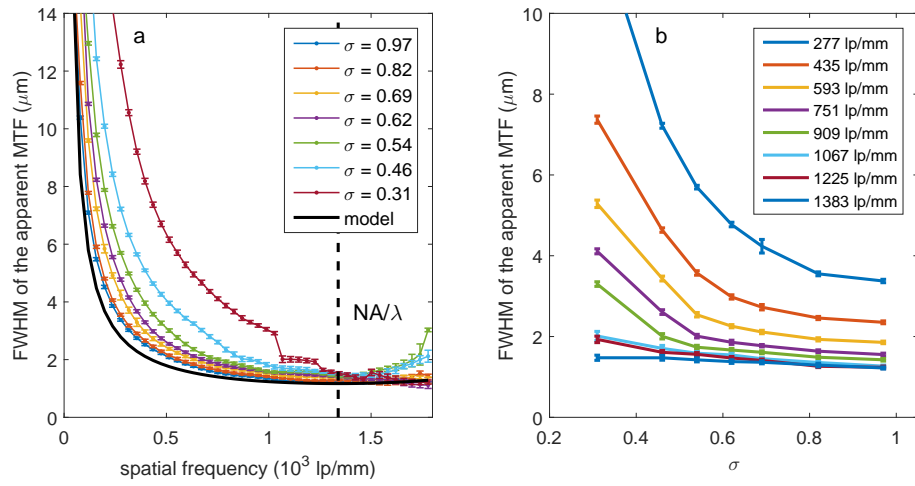 a
FWHM of the apparent MTF (μm)
14
12
10
8
6
4
2
0
σ = 0.97
σ = 0.82
σ = 0.69
σ = 0.62
σ = 0.54
σ = 0.46
σ = 0.31
model
NA/λ
0 0.5 1 1.5
spatial frequency (10³ lp/mm)
b
FWHM of the apparent MTF (μm)
10
8
6
4
2
0
277 lp/mm
435 lp/mm
593 lp/mm
751 lp/mm
909 lp/mm
1067 lp/mm
1225 lp/mm
1383 lp/mm
0.2 0.4 0.6 0.8 1
σ